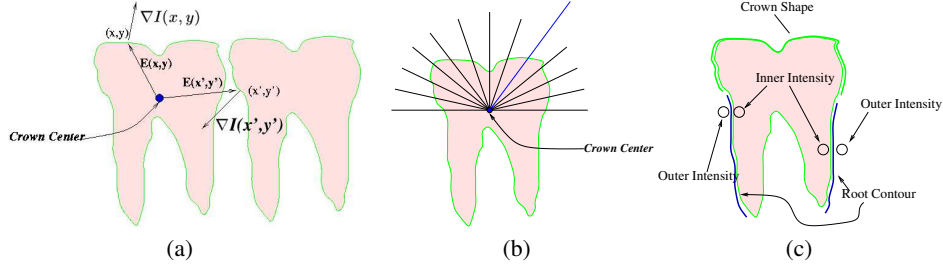 ∇I(x, y)
(x,y)
E(x,y)
E(x',y')
(x',y')
∇I(x',y')
Crown Center
(a)
Crown Center
(b)
Crown Shape
Inner Intensity
Outer Intensity
Outer Intensity
Root Contour
(c)